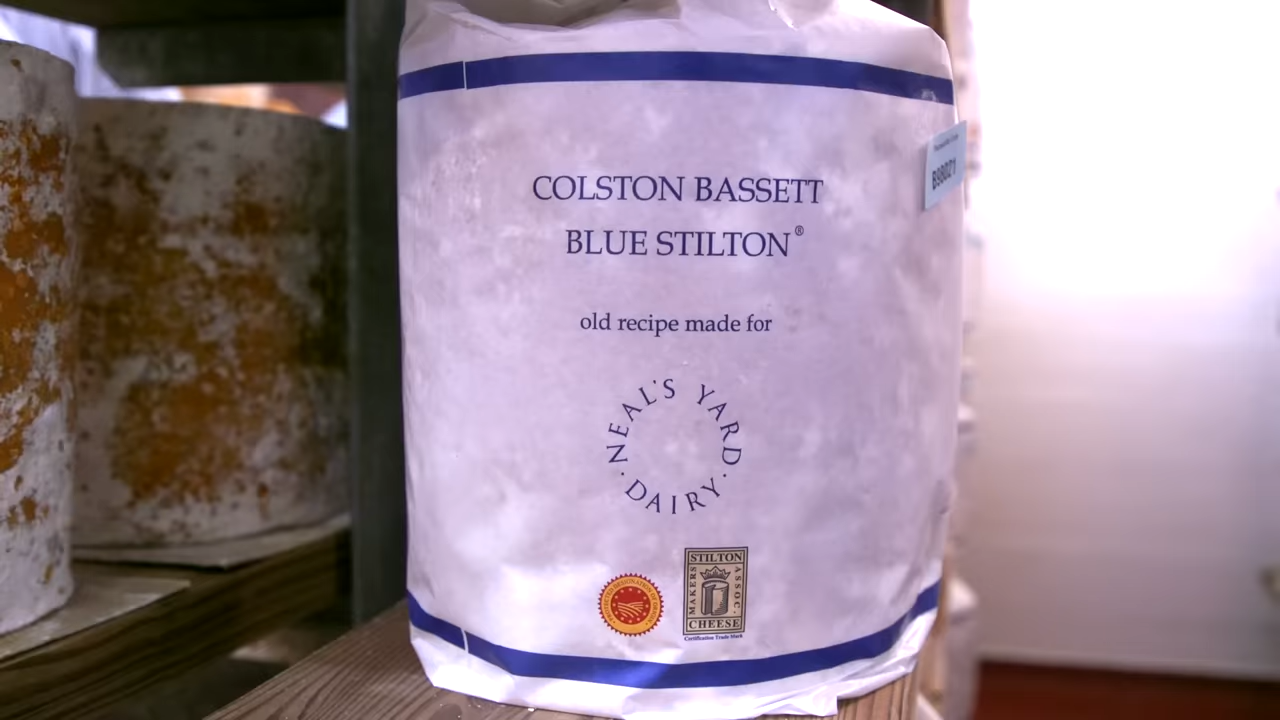 COLSTON BASSETT
BLUE STILTON®
old recipe made for
NEAL'S YARD
DAIRY
STILTON
MAKERS
ASSOC.
CHEESE
Certification Trade Mark